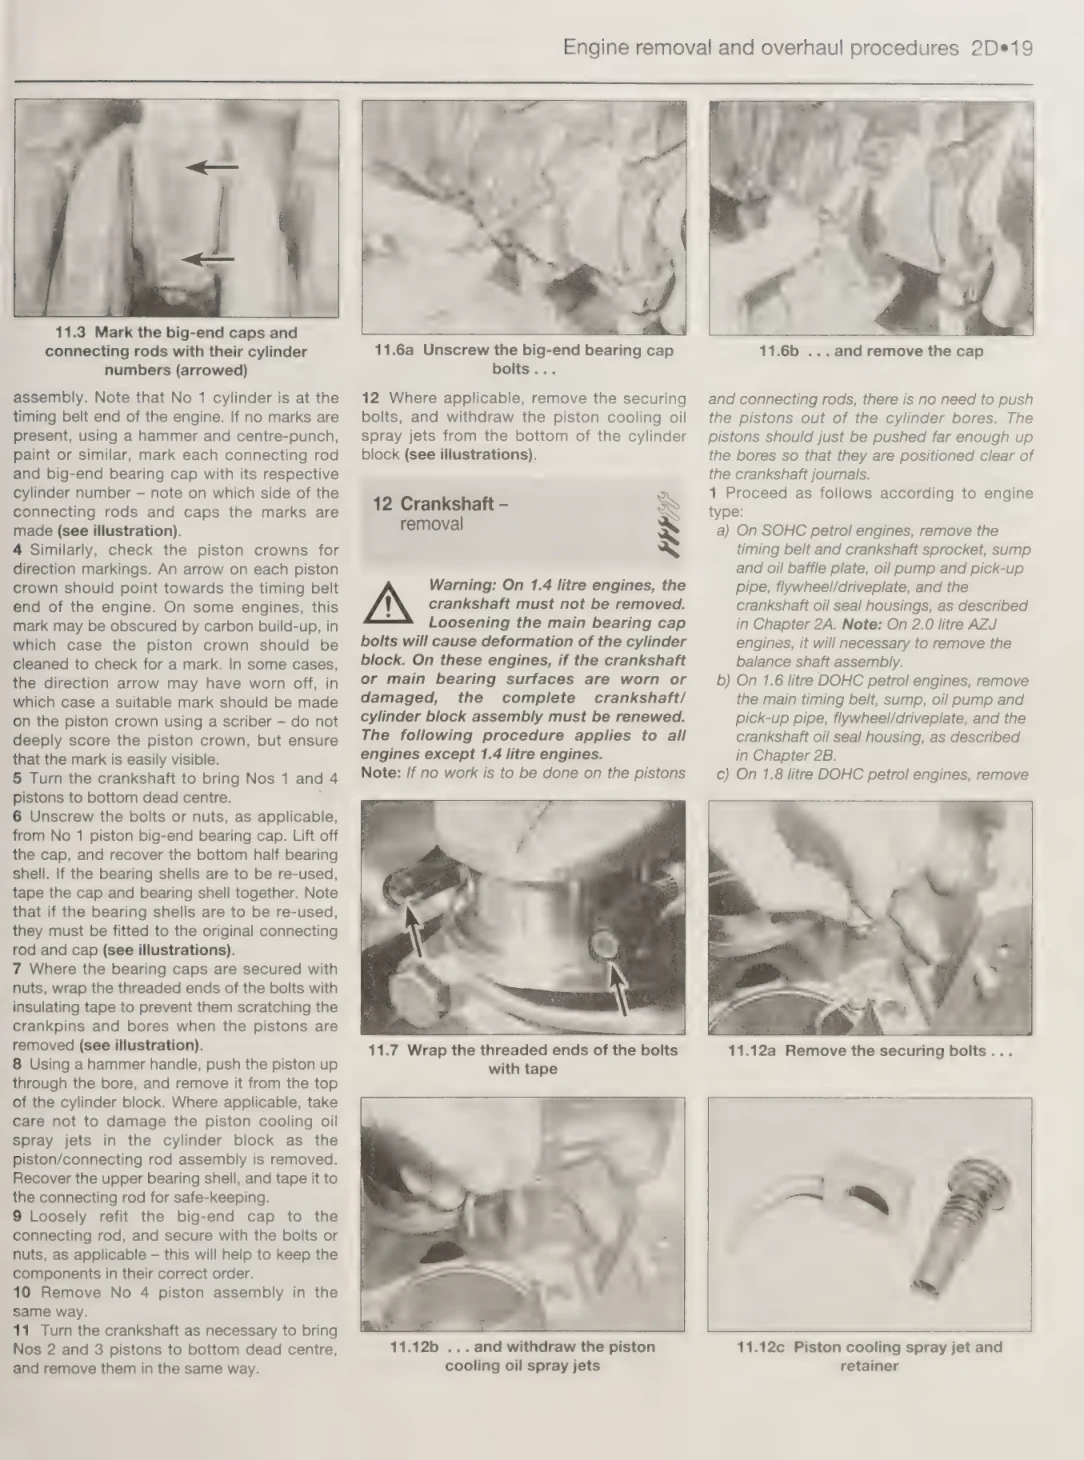 Engine removal and overhaul procedures 2D•19
11.3 Mark the big-end caps and
connecting rods with their cylinder
numbers (arrowed)
11.6a Unscrew the big-end bearing cap
bolts . . .
11.6b . . . and remove the cap
assembly. Note that No 1 cylinder is at the
timing belt end of the engine. If no marks are
present, using a hammer and centre-punch,
paint or similar, mark each connecting rod
and big-end bearing cap with its respective
cylinder number – note on which side of the
connecting rods and caps the marks are
made (see illustration).
4 Similarly, check the piston crowns for
direction markings. An arrow on each piston
crown should point towards the timing belt
end of the engine. On some engines, this
mark may be obscured by carbon build-up, in
which case the piston crown should be
cleaned to check for a mark. In some cases,
the direction arrow may have worn off, in
which case a suitable mark should be made
on the piston crown using a scriber – do not
deeply score the piston crown, but ensure
that the mark is easily visible.
5 Turn the crankshaft to bring Nos 1 and 4
pistons to bottom dead centre.
6 Unscrew the bolts or nuts, as applicable,
from No 1 piston big-end bearing cap. Lift off
the cap, and recover the bottom half bearing
shell. If the bearing shells are to be re-used,
tape the cap and bearing shell together. Note
that if the bearing shells are to be re-used,
they must be fitted to the original connecting
rod and cap (see illustrations).
7 Where the bearing caps are secured with
nuts, wrap the threaded ends of the bolts with
insulating tape to prevent them scratching the
crankpins and bores when the pistons are
removed (see illustration).
8 Using a hammer handle, push the piston up
through the bore, and remove it from the top
of the cylinder block. Where applicable, take
care not to damage the piston cooling oil
spray jets in the cylinder block as the
piston/connecting rod assembly is removed.
Recover the upper bearing shell, and tape it to
the connecting rod for safe-keeping.
9 Loosely refit the big-end cap to the
connecting rod, and secure with the bolts or
nuts, as applicable – this will help to keep the
components in their correct order.
10 Remove No 4 piston assembly in the
same way.
11 Turn the crankshaft as necessary to bring
Nos 2 and 3 pistons to bottom dead centre,
and remove them in the same way.
12 Where applicable, remove the securing
bolts, and withdraw the piston cooling oil
spray jets from the bottom of the cylinder
block (see illustrations).
12 Crankshaft –
removal
Warning: On 1.4 litre engines, the
crankshaft must not be removed.
Loosening the main bearing cap
bolts will cause deformation of the cylinder
block. On these engines, if the crankshaft
or main bearing surfaces are worn or
damaged, the complete crankshaft/
cylinder block assembly must be renewed.
The following procedure applies to all
engines except 1.4 litre engines.
Note: If no work is to be done on the pistons
and connecting rods, there is no need to push
the pistons out of the cylinder bores. The
pistons should just be pushed far enough up
the bores so that they are positioned clear of
the crankshaft journals.
1 Proceed as follows according to engine
type:
a) On SOHC petrol engines, remove the
timing belt and crankshaft sprocket, sump
and oil baffle plate, oil pump and pick-up
pipe, flywheel/driveplate, and the
crankshaft oil seal housings, as described
in Chapter 2A. Note: On 2.0 litre AZJ
engines, it will necessary to remove the
balance shaft assembly.
b) On 1.6 litre DOHC petrol engines, remove
the main timing belt, sump, oil pump and
pick-up pipe, flywheel/driveplate, and the
crankshaft oil seal housing, as described
in Chapter 2B.
c) On 1.8 litre DOHC petrol engines, remove
11.7 Wrap the threaded ends of the bolts
with tape
11.12a Remove the securing bolts . . .
11.12b . . . and withdraw the piston
cooling oil spray jets
11.12c Piston cooling spray jet and
retainer